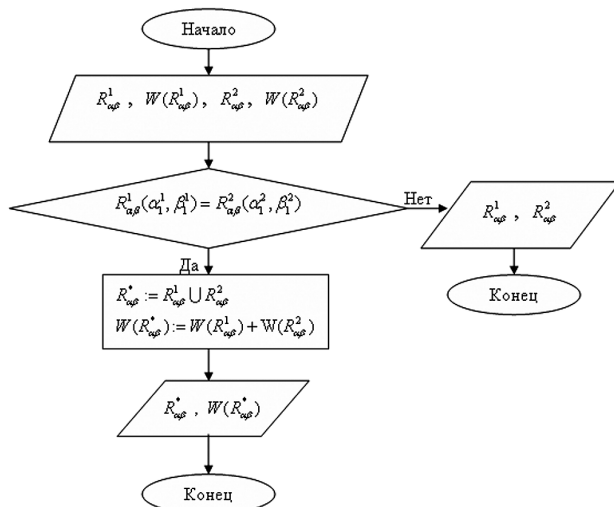 Начало
R¹αβ , W(R¹αβ), R²αβ , W(R²αβ)
R¹αβ(α¹₁, β¹₁) = R²αβ(α²₁, β²₁)
Нет
R¹αβ , R²αβ
Конец
Да
R*αβ := R¹αβ ⋃ R²αβ
W(R*αβ) := W(R¹αβ) + W(R²αβ)
R*αβ , W(R*αβ)
Конец